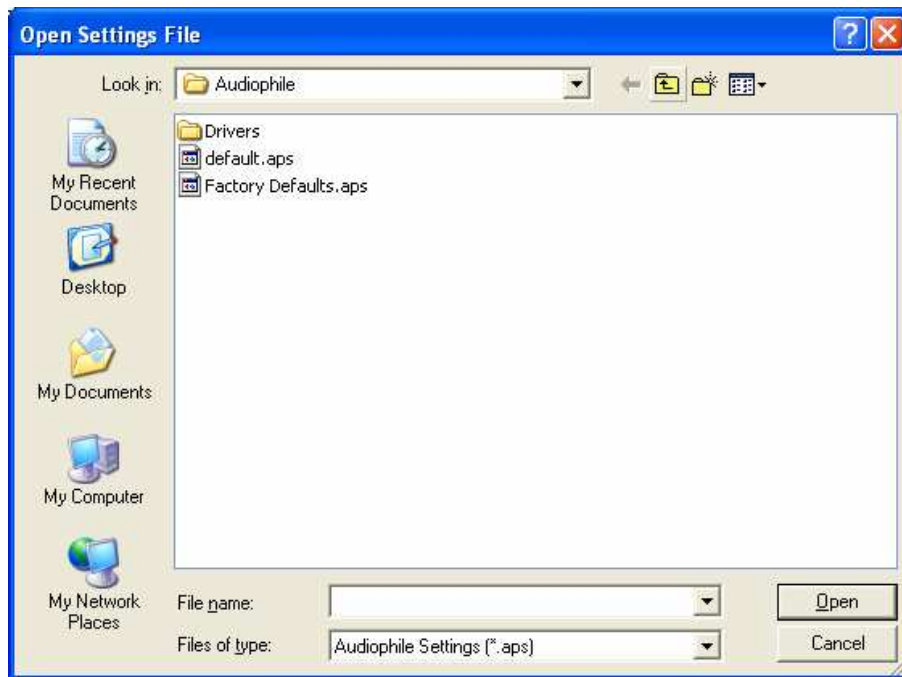 Open Settings File
Look in:
Audiophile
My Recent
Documents
Desktop
My Documents
My Computer
My Network
Places
Drivers
default.aps
Factory Defaults.aps
File name:
Open
Files of type:
Audiophile Settings (*.aps)
Cancel